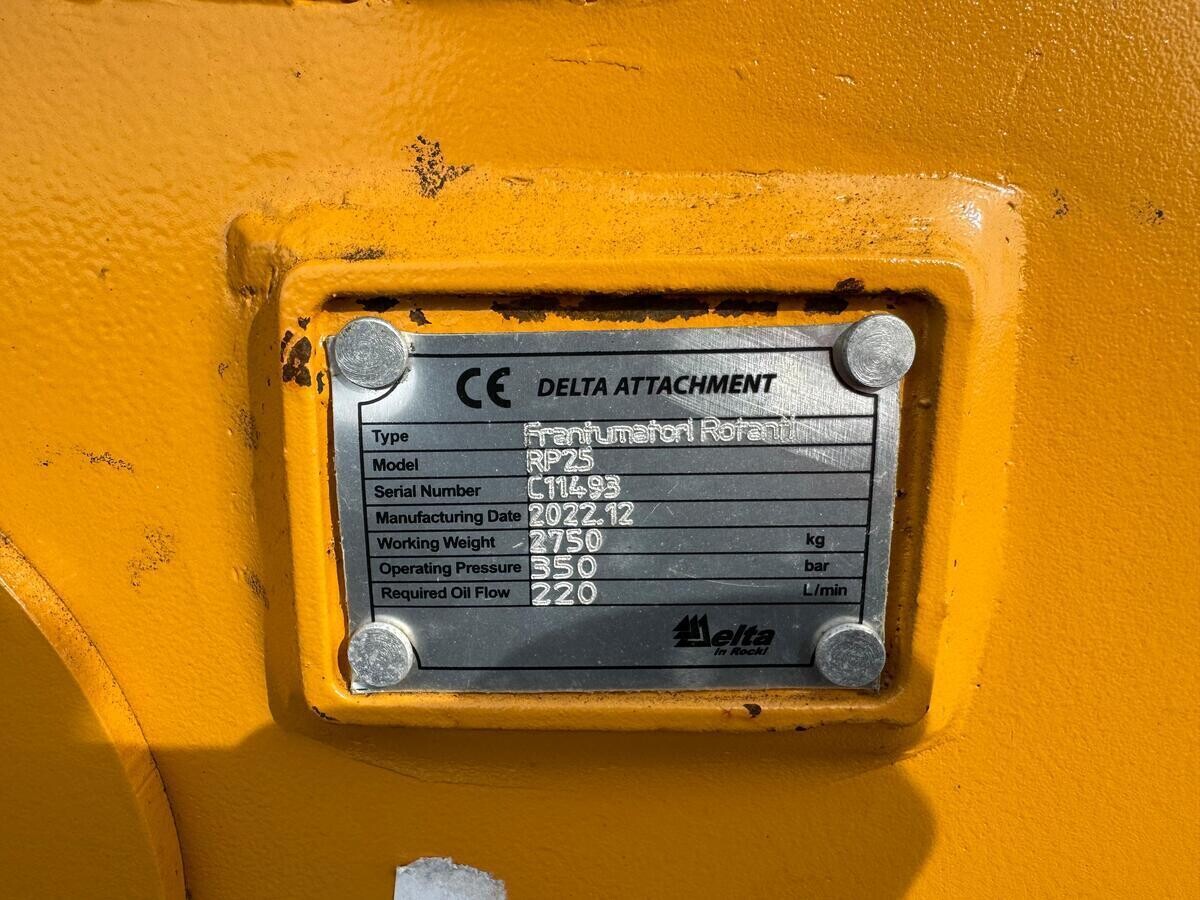 CE DELTA ATTACHMENT
Type Frantumatori Rotanti
Model RP25
Serial Number C11493
Manufacturing Date 2022.12
Working Weight 2750 kg
Operating Pressure 350 bar
Required Oil Flow 220 L/min
Delta
in Rock!